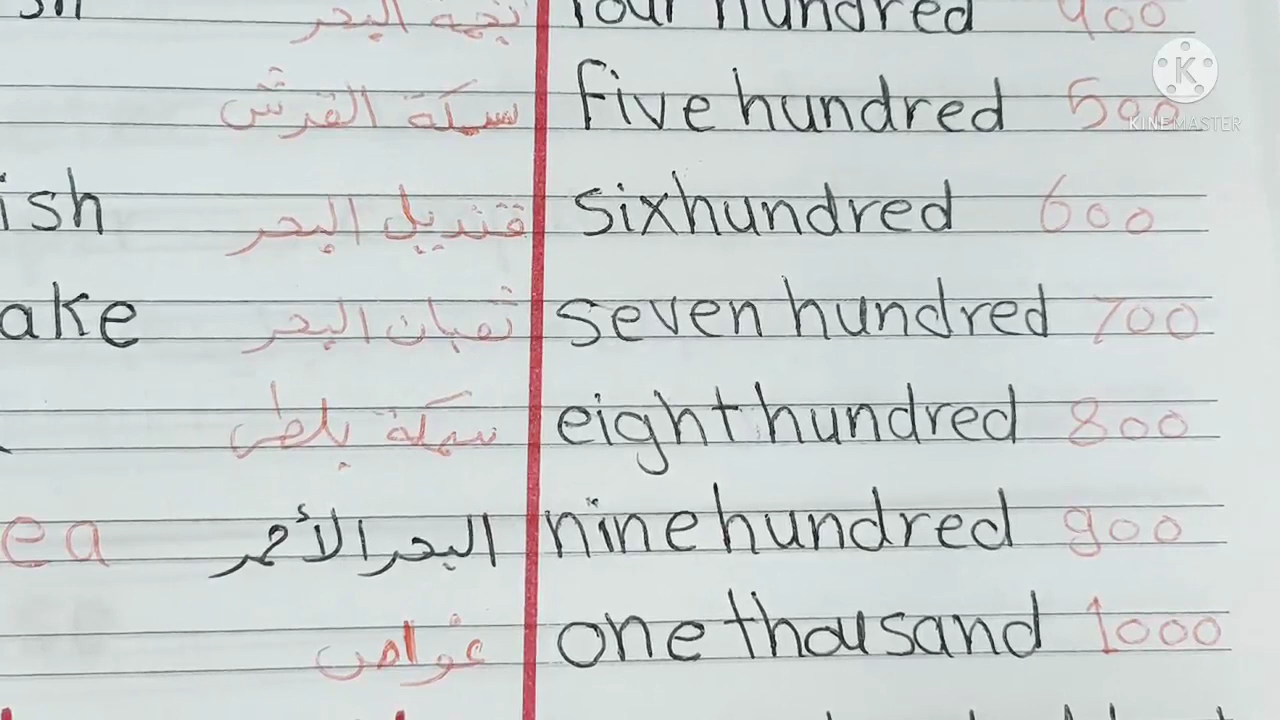 نجمة البحر four hundred 400
سمكة القرش five hundred 500
ish قنديل البحر six hundred 600
ake ثعبان البحر seven hundred 700
سمكة بلطى eight hundred 800
ea البحر الأحمر nine hundred 900
غواص one thousand 1000
K
KINEMASTER